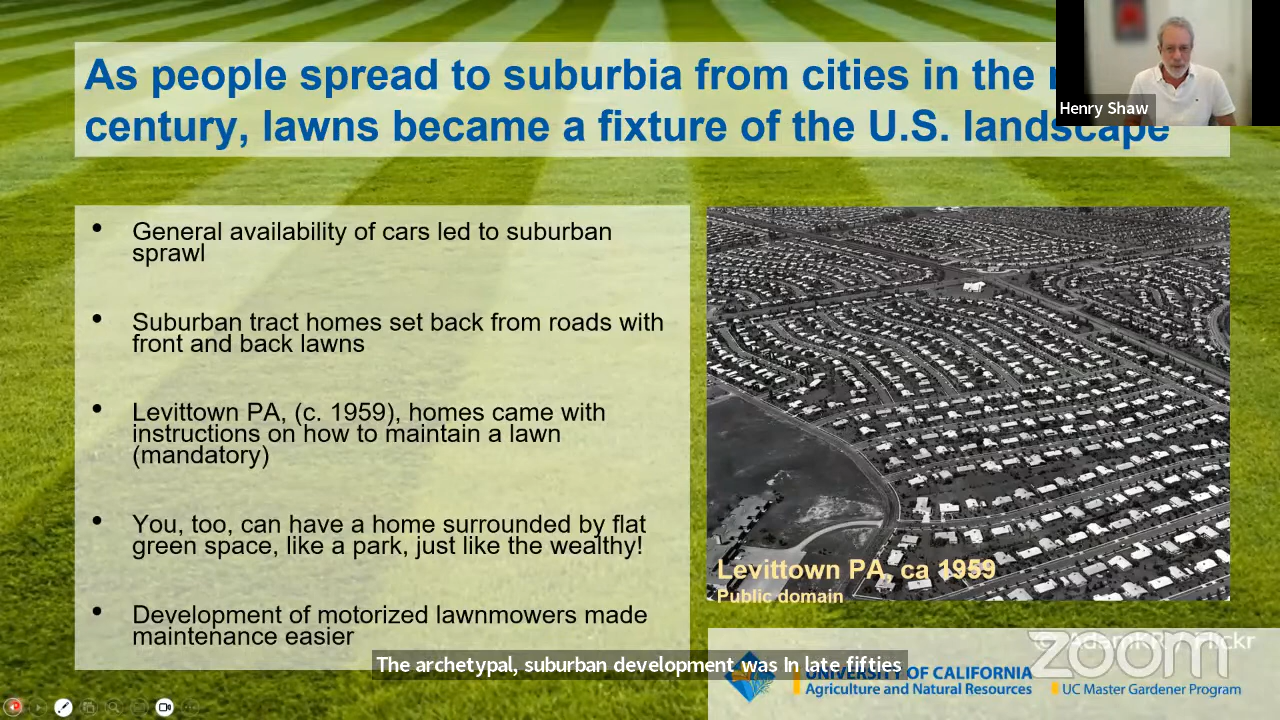 As people spread to suburbia from cities in the
century, lawns became a fixture of the U.S. landscape
Henry Shaw
• General availability of cars led to suburban
sprawl
• Suburban tract homes set back from roads with
front and back lawns
• Levittown PA, (c. 1959), homes came with
instructions on how to maintain a lawn
(mandatory)
• You, too, can have a home surrounded by flat
green space, like a park, just like the wealthy!
• Development of motorized lawnmowers made
maintenance easier
Levittown PA, ca 1959
Public domain
© AdamKR / Flickr
zoom
The archetypal, suburban development was In late fifties
UNIVERSITY OF CALIFORNIA
Agriculture and Natural Resources
UC Master Gardener Program